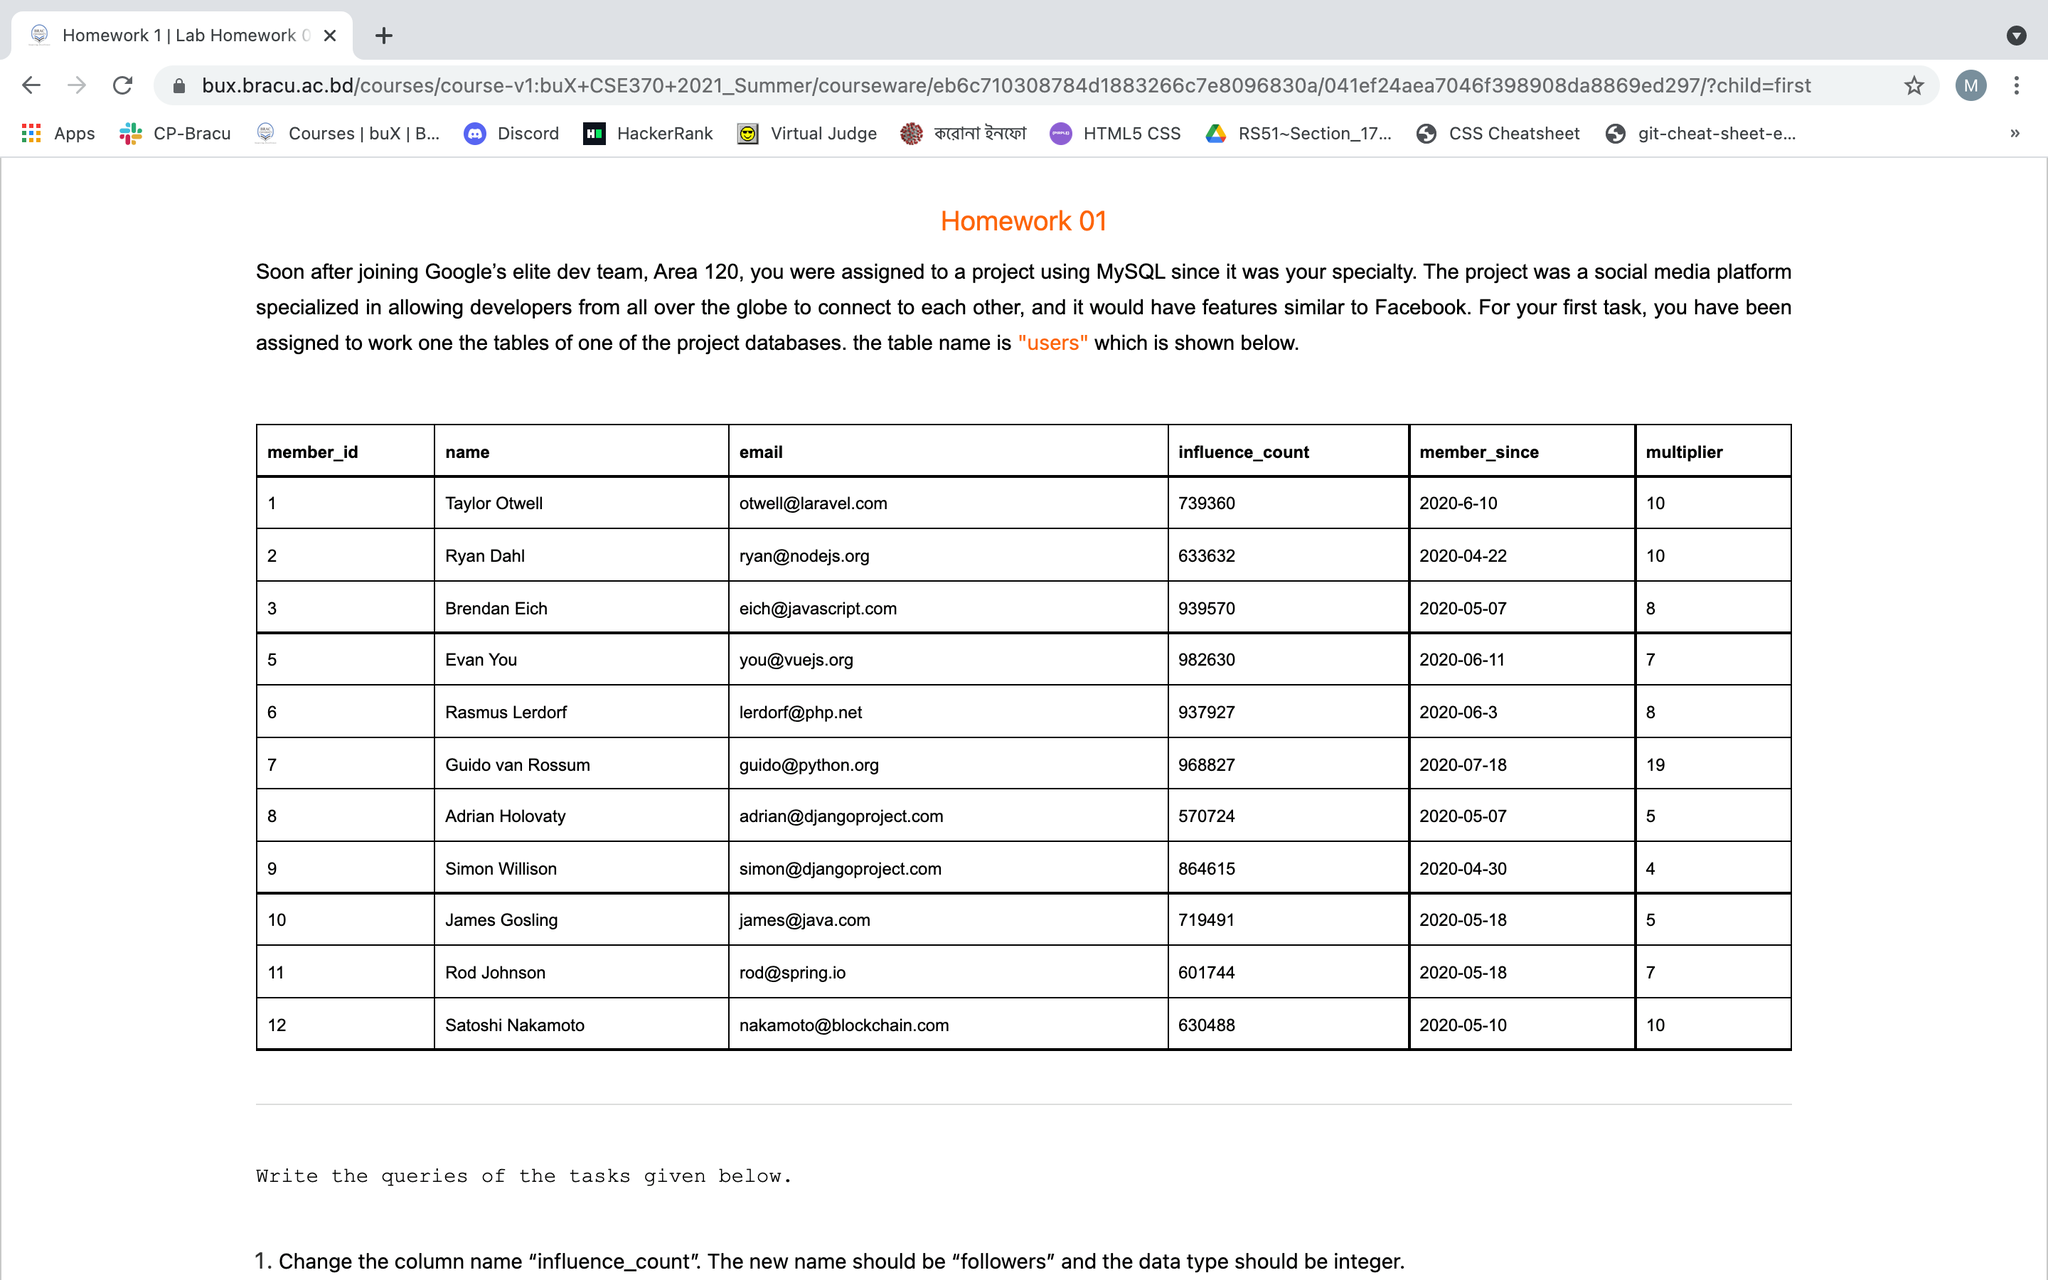 Homework 1 | Lab Homework 0
bux.bracu.ac.bd/courses/course-v1:buX+CSE370+2021_Summer/courseware/eb6c710308784d1883266c7e8096830a/041ef24aea7046f398908da8869ed297/?child=first
M
Apps CP-Bracu Courses | buX | B... Discord HackerRank Virtual Judge করোনা ইনফো HTML5 CSS RS51~Section_17... CSS Cheatsheet git-cheat-sheet-e... »
Homework 01
Soon after joining Google’s elite dev team, Area 120, you were assigned to a project using MySQL since it was your specialty. The project was a social media platform
specialized in allowing developers from all over the globe to connect to each other, and it would have features similar to Facebook. For your first task, you have been
assigned to work one the tables of one of the project databases. the table name is "users" which is shown below.
member_id name email influence_count member_since multiplier
1 Taylor Otwell otwell@laravel.com 739360 2020-6-10 10
2 Ryan Dahl ryan@nodejs.org 633632 2020-04-22 10
3 Brendan Eich eich@javascript.com 939570 2020-05-07 8
5 Evan You you@vuejs.org 982630 2020-06-11 7
6 Rasmus Lerdorf lerdorf@php.net 937927 2020-06-3 8
7 Guido van Rossum guido@python.org 968827 2020-07-18 19
8 Adrian Holovaty adrian@djangoproject.com 570724 2020-05-07 5
9 Simon Willison simon@djangoproject.com 864615 2020-04-30 4
10 James Gosling james@java.com 719491 2020-05-18 5
11 Rod Johnson rod@spring.io 601744 2020-05-18 7
12 Satoshi Nakamoto nakamoto@blockchain.com 630488 2020-05-10 10
Write the queries of the tasks given below.
1. Change the column name “influence_count”. The new name should be “followers” and the data type should be integer.